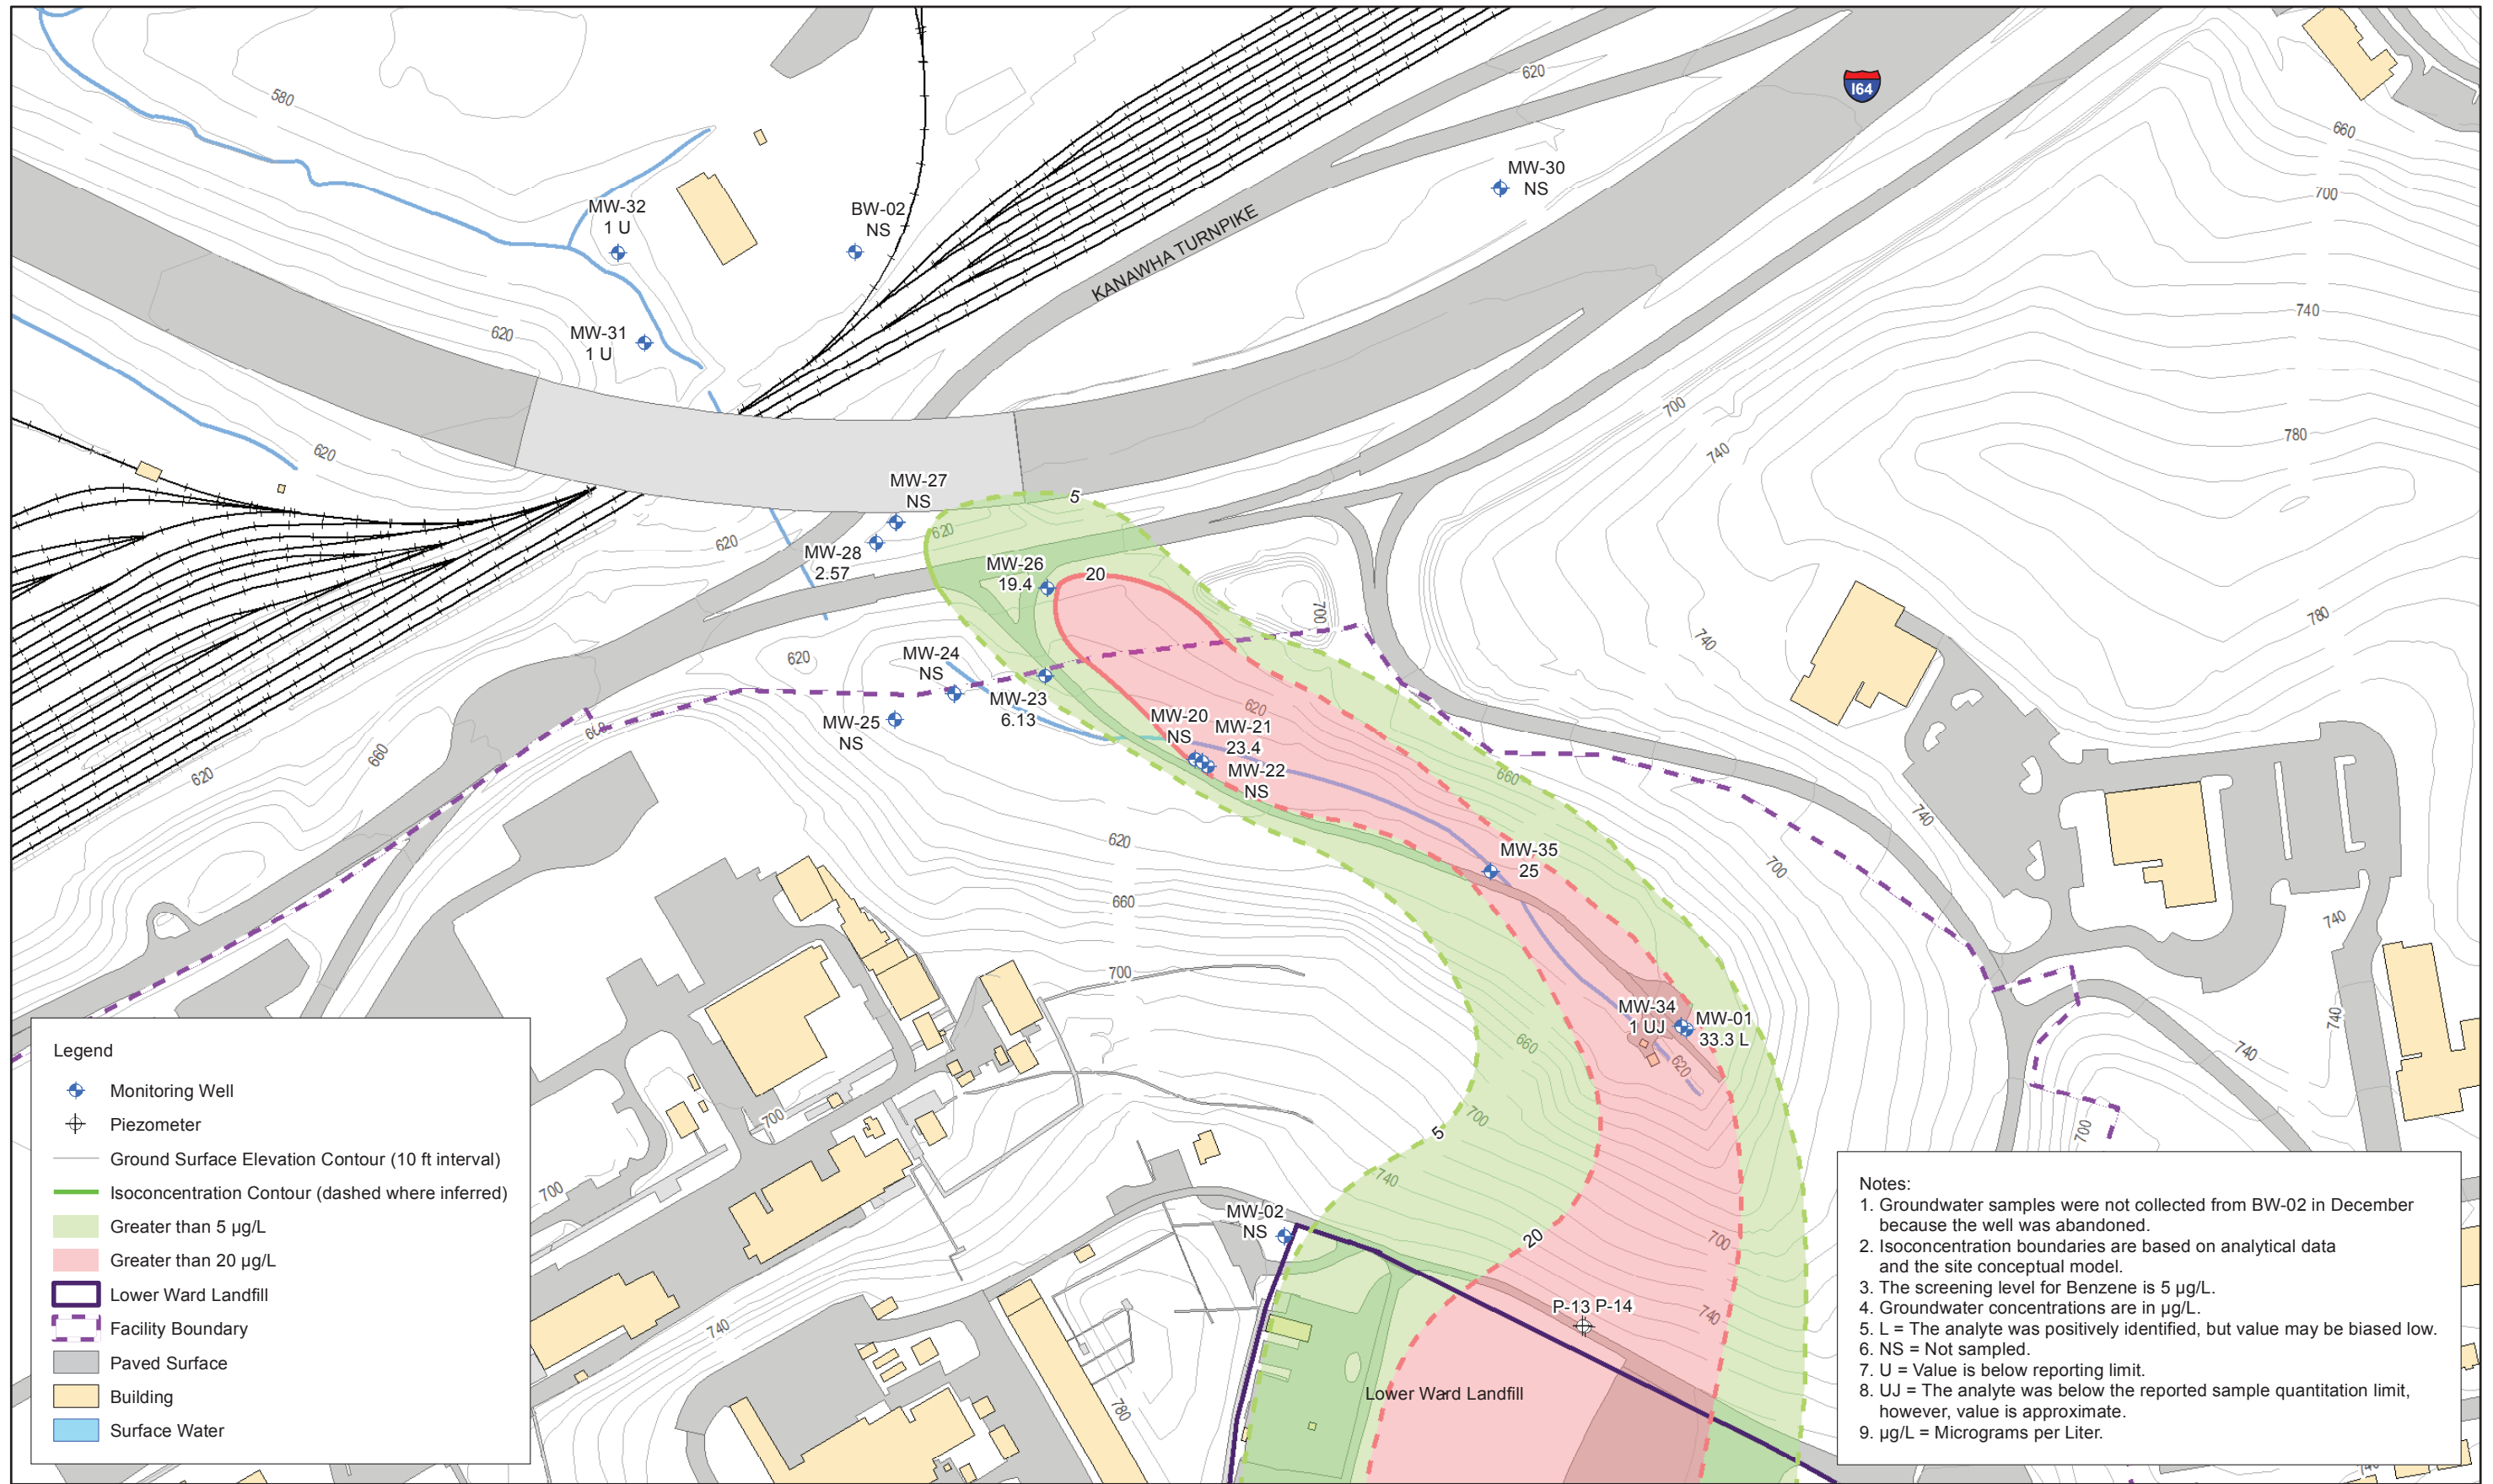 580
620
I64
660
700
MW-30
NS
MW-32
1 U
BW-02
NS
KANAWHA TURNPIKE
740
620
MW-31
1 U
700
780
740
620
MW-27
NS
5
620
620
MW-28
2.57
MW-26
19.4
20
700
780
740
620
MW-24
NS
MW-23
6.13
MW-25
NS
620
MW-20
NS
MW-21
23.4
MW-22
NS
660
620
660
740
620
MW-35
25
700
660
740
700
MW-34
1 UJ
MW-01
33.3 L
660
620
740
740
700
700
5
700
740
700
MW-02
NS
20
700
P-13 P-14
740
740
Lower Ward Landfill
780
Legend
Monitoring Well
Piezometer
Ground Surface Elevation Contour (10 ft interval)
Isoconcentration Contour (dashed where inferred)
Greater than 5 µg/L
Greater than 20 µg/L
Lower Ward Landfill
Facility Boundary
Paved Surface
Building
Surface Water
Notes:
1. Groundwater samples were not collected from BW-02 in December
because the well was abandoned.
2. Isoconcentration boundaries are based on analytical data
and the site conceptual model.
3. The screening level for Benzene is 5 µg/L.
4. Groundwater concentrations are in µg/L.
5. L = The analyte was positively identified, but value may be biased low.
6. NS = Not sampled.
7. U = Value is below reporting limit.
8. UJ = The analyte was below the reported sample quantitation limit,
however, value is approximate.
9. µg/L = Micrograms per Liter.